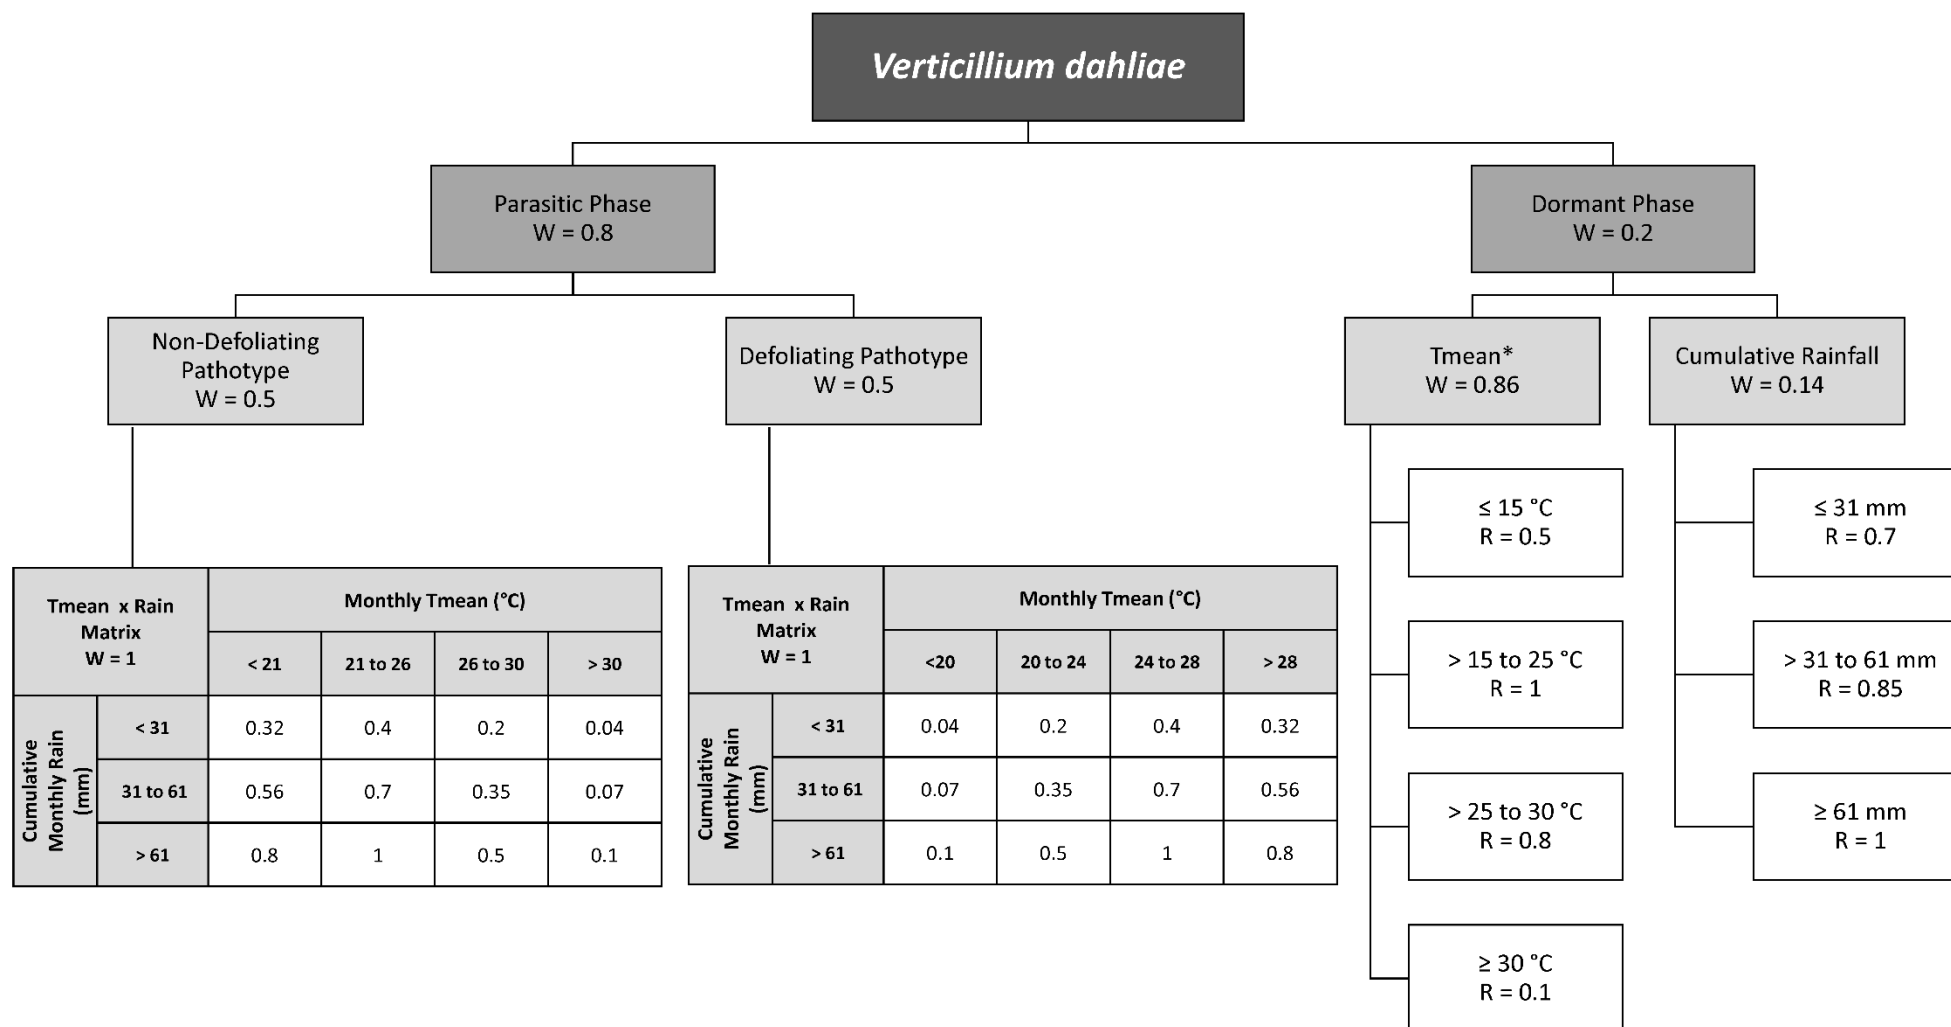 Verticillium dahliae
Parasitic Phase
W = 0.8
Dormant Phase
W = 0.2
Non-Defoliating
Pathotype
W = 0.5
Defoliating Pathotype
W = 0.5
Tmean*
W = 0.86
Cumulative Rainfall
W = 0.14
Tmean x Rain
Matrix
W = 1
Monthly Tmean (°C)
< 21
21 to 26
26 to 30
> 30
Cumulative
Monthly Rain
(mm)
< 31
0.32
0.4
0.2
0.04
31 to 61
0.56
0.7
0.35
0.07
> 61
0.8
1
0.5
0.1
Tmean x Rain
Matrix
W = 1
Monthly Tmean (°C)
<20
20 to 24
24 to 28
> 28
Cumulative
Monthly Rain
(mm)
< 31
0.04
0.2
0.4
0.32
31 to 61
0.07
0.35
0.7
0.56
> 61
0.1
0.5
1
0.8
≤ 15 °C
R = 0.5
> 15 to 25 °C
R = 1
> 25 to 30 °C
R = 0.8
≥ 30 °C
R = 0.1
≤ 31 mm
R = 0.7
> 31 to 61 mm
R = 0.85
≥ 61 mm
R = 1